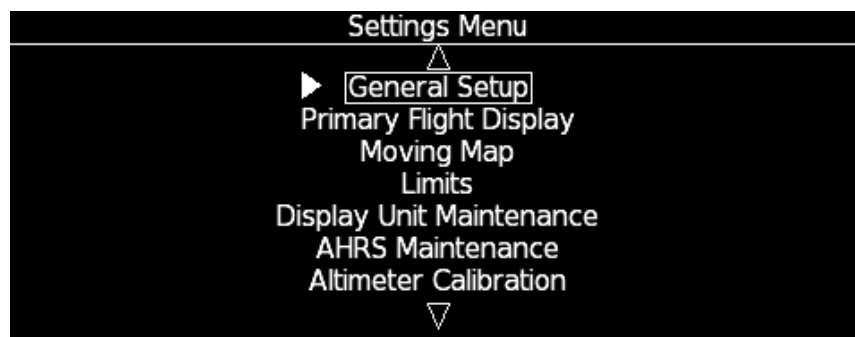 Settings Menu
General Setup
Primary Flight Display
Moving Map
Limits
Display Unit Maintenance
AHRS Maintenance
Altimeter Calibration